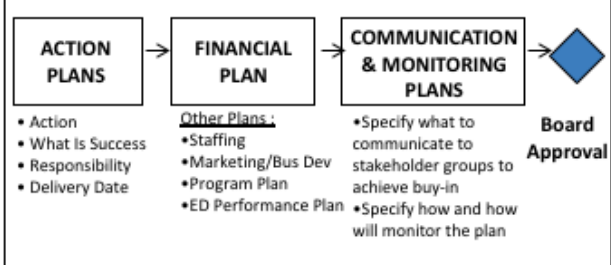 ACTION
PLANS
• Action
• What Is Success
• Responsibility
• Delivery Date
FINANCIAL
PLAN
Other Plans :
•Staffing
•Marketing/Bus Dev
•Program Plan
•ED Performance Plan
COMMUNICATION
& MONITORING
PLANS
•Specify what to
communicate to
stakeholder groups to
achieve buy-in
•Specify how and how
will monitor the plan
Board
Approval